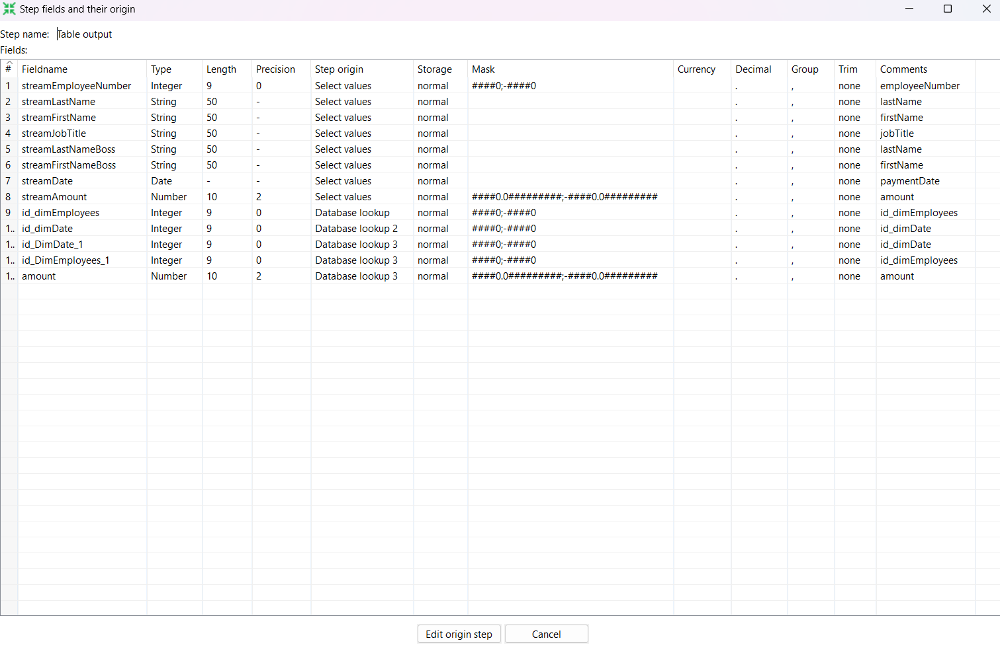 Step fields and their origin
Step name: Table output
Fields:
# Fieldname Type Length Precision Step origin Storage Mask Currency Decimal Group Trim Comments
1 streamEmployeeNumber Integer 9 0 Select values normal ####0;-####0 . , none employeeNumber
2 streamLastName String 50 - Select values normal . , none lastName
3 streamFirstName String 50 - Select values normal . , none firstName
4 streamJobTitle String 50 - Select values normal . , none jobTitle
5 streamLastNameBoss String 50 - Select values normal . , none lastName
6 streamFirstNameBoss String 50 - Select values normal . , none firstName
7 streamDate Date - - Select values normal . , none paymentDate
8 streamAmount Number 10 2 Select values normal ####0.0#########;-####0.0######### . , none amount
9 id_dimEmployees Integer 9 0 Database lookup normal ####0;-####0 . , none id_dimEmployees
1.. id_dimDate Integer 9 0 Database lookup 2 normal ####0;-####0 . , none id_dimDate
1.. id_DimDate_1 Integer 9 0 Database lookup 3 normal ####0;-####0 . , none id_dimDate
1.. id_DimEmployees_1 Integer 9 0 Database lookup 3 normal ####0;-####0 . , none id_dimEmployees
1.. amount Number 10 2 Database lookup 3 normal ####0.0#########;-####0.0######### . , none amount
Edit origin step Cancel